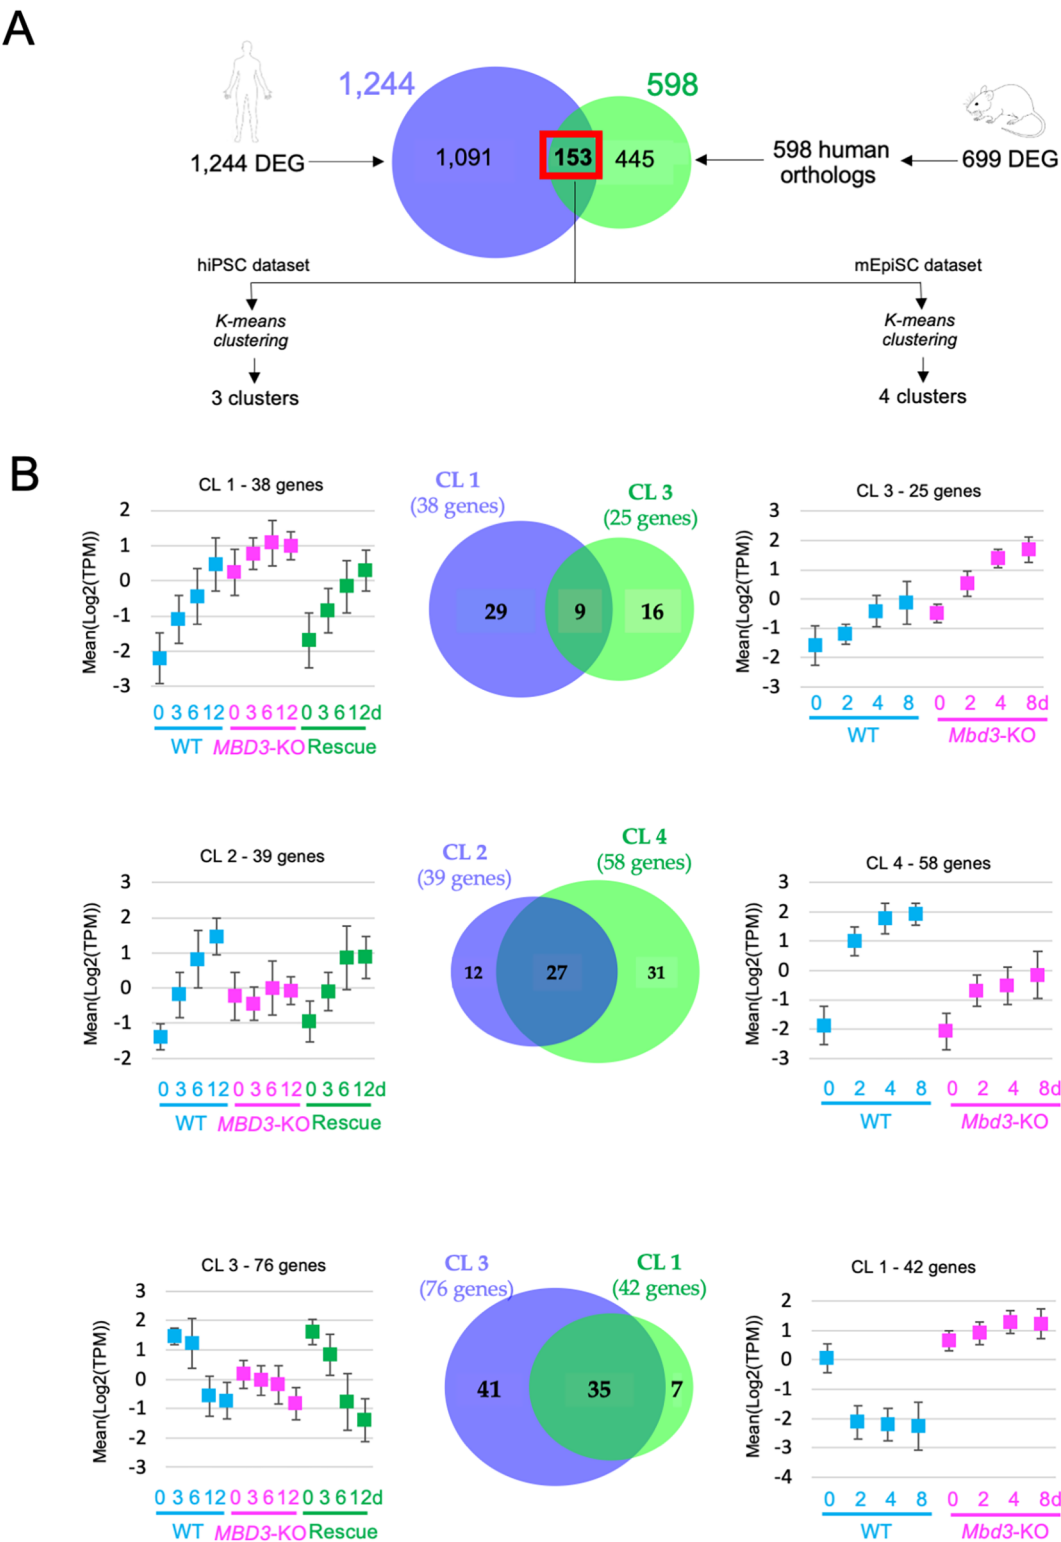 A
1,244
598
1,244 DEG
1,091
153
445
598 human
orthologs
699 DEG
hiPSC dataset
mEpiSC dataset
K-means
clustering
K-means
clustering
3 clusters
4 clusters
B
CL 1 - 38 genes
Mean(Log2(TPM))
2
1
0
-1
-2
-3
0 3 6 12 0 3 6 12 0 3 6 12d
WT MBD3-KO Rescue
CL 1
(38 genes)
CL 3
(25 genes)
29
9
16
CL 3 - 25 genes
Mean(Log2(TPM))
3
2
1
0
-1
-2
-3
0 2 4 8 0 2 4 8d
WT Mbd3-KO
CL 2 - 39 genes
Mean(Log2(TPM))
3
2
1
0
-1
-2
0 3 6 12 0 3 6 12 0 3 6 12d
WT MBD3-KO Rescue
CL 2
(39 genes)
CL 4
(58 genes)
12
27
31
CL 4 - 58 genes
Mean(Log2(TPM))
3
2
1
0
-1
-2
-3
0 2 4 8 0 2 4 8d
WT Mbd3-KO
CL 3 - 76 genes
Mean(Log2(TPM))
3
2
1
0
-1
-2
-3
0 3 6 12 0 3 6 12 0 3 6 12d
WT MBD3-KO Rescue
CL 3
(76 genes)
CL 1
(42 genes)
41
35
7
CL 1 - 42 genes
Mean(Log2(TPM))
2
1
0
-1
-2
-3
-4
0 2 4 8 0 2 4 8d
WT Mbd3-KO